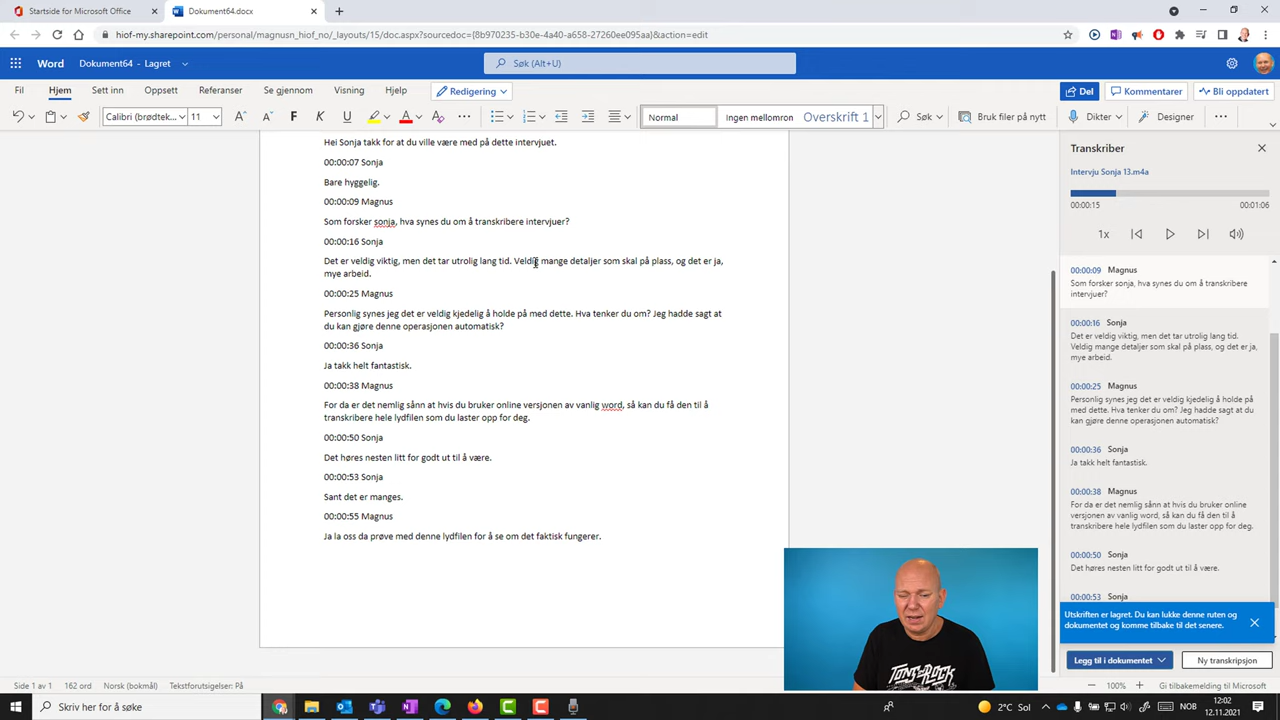 Startside for Microsoft Office
Dokument64.docx
hiof-my.sharepoint.com/personal/magnusn_hiof_no/_layouts/15/doc.aspx?sourcedoc={8b970235-b30e-4a40-a658-27260ee095aa}&action=edit
Word
Dokument64 - Lagret
Søk (Alt+U)
Fil
Hjem
Sett inn
Oppsett
Referanser
Se gjennom
Visning
Hjelp
Redigering
Del
Kommentarer
Bli oppdatert
Calibri (brødtek...
11
F
K
U
Normal
Ingen mellomrom
Overskrift 1
Søk
Bruk filer på nytt
Dikter
Designer
Hei Sonja takk for at du ville være med på dette intervjuet.
00:00:07 Sonja
Bare hyggelig.
00:00:09 Magnus
Som forsker sonja, hva synes du om å transkribere intervjuer?
00:00:16 Sonja
Det er veldig viktig, men det tar utrolig lang tid. Veldig mange detaljer som skal på plass, og det er ja,
mye arbeid.
00:00:25 Magnus
Personlig synes jeg det er veldig kjedelig å holde på med dette. Hva tenker du om? Jeg hadde sagt at
du kan gjøre denne operasjonen automatisk?
00:00:36 Sonja
Ja takk helt fantastisk.
00:00:38 Magnus
For da er det nemlig sånn at hvis du bruker online versjonen av vanlig word, så kan du få den til å
transkribere hele lydfilen som du laster opp for deg.
00:00:50 Sonja
Det høres nesten litt for godt ut til å være.
00:00:53 Sonja
Sant det er manges.
00:00:55 Magnus
Ja la oss da prøve med denne lydfilen for å se om det faktisk fungerer.
Transkriber
Intervju Sonja 13.m4a
00:00:15
00:01:06
1x
00:00:09 Magnus
Som forsker sonja, hva synes du om å transkribere
intervjuer?
00:00:16 Sonja
Det er veldig viktig, men det tar utrolig lang tid.
Veldig mange detaljer som skal på plass, og det er ja,
mye arbeid.
00:00:25 Magnus
Personlig synes jeg det er veldig kjedelig å holde på
med dette. Hva tenker du om? Jeg hadde sagt at du
kan gjøre denne operasjonen automatisk?
00:00:36 Sonja
Ja takk helt fantastisk.
00:00:38 Magnus
For da er det nemlig sånn at hvis du bruker online
versjonen av vanlig word, så kan du få den til å
transkribere hele lydfilen som du laster opp for deg.
00:00:50 Sonja
Det høres nesten litt for godt ut til å være.
00:00:53 Sonja
Utskriften er lagret. Du kan lukke denne ruten og
dokumentet og komme tilbake til det senere.
Legg til i dokumentet
Ny transkripsjon
TONS OF ROCK
Side 1 av 1
162 ord
Norsk (bokmål)
Tekstforutsigelser: På
100%
Gi tilbakemelding til Microsoft
Skriv her for å søke
2°C Sol
NOB
12:02
12.11.2021